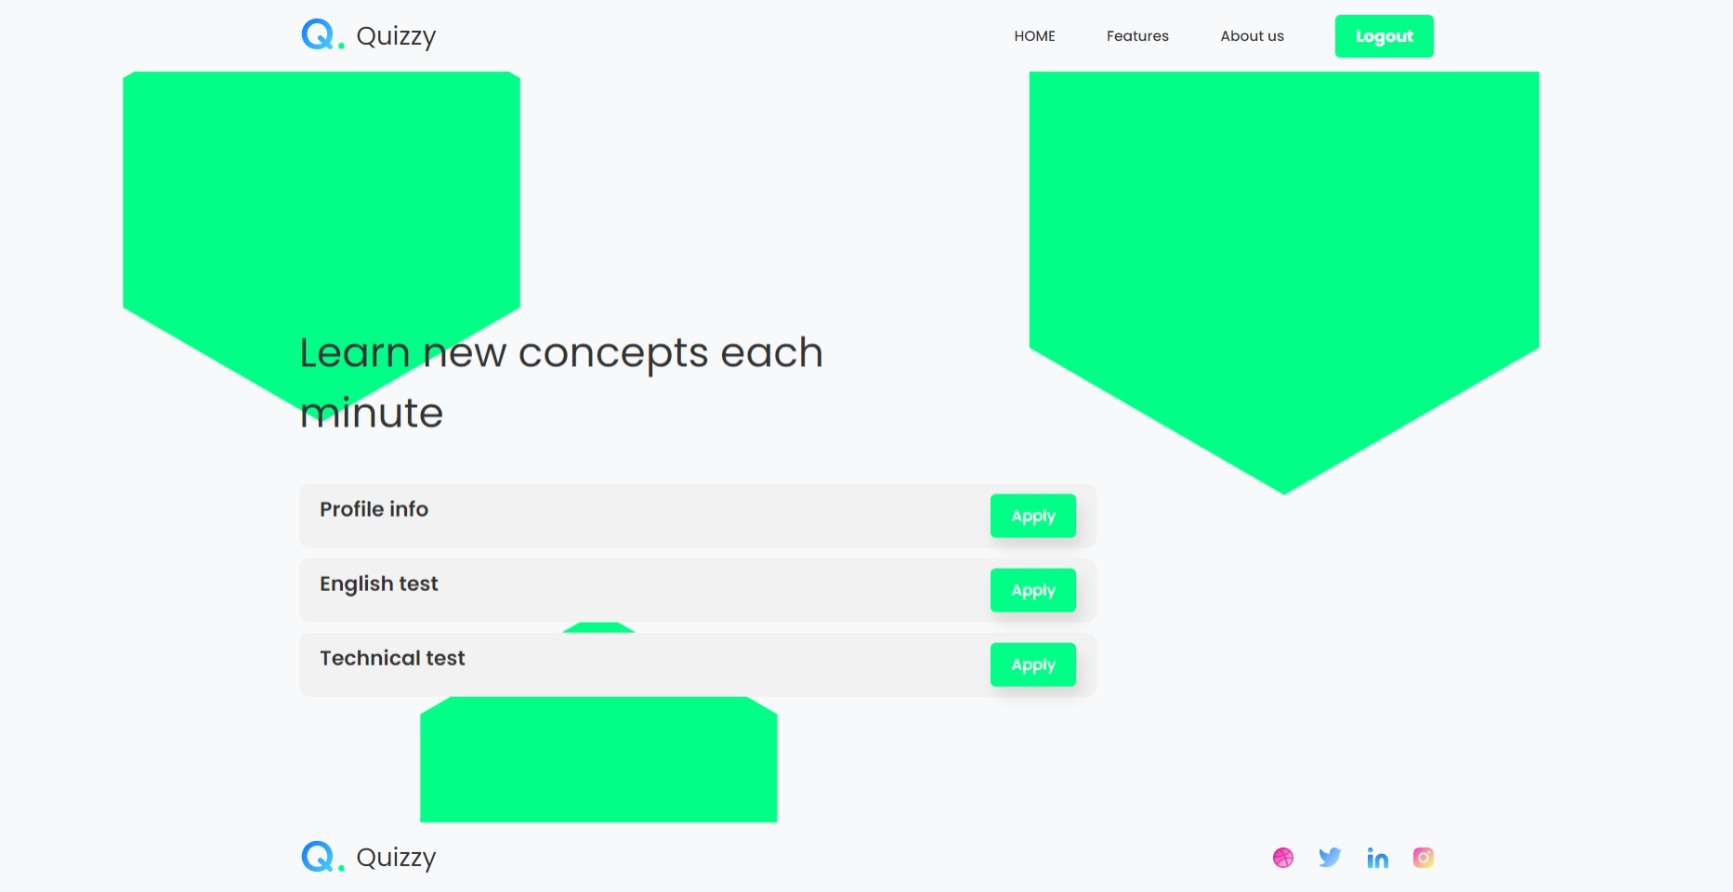 Quizzy
HOME
Features
About us
Logout
Learn new concepts each
minute
Profile info
Apply
English test
Apply
Technical test
Apply
Quizzy